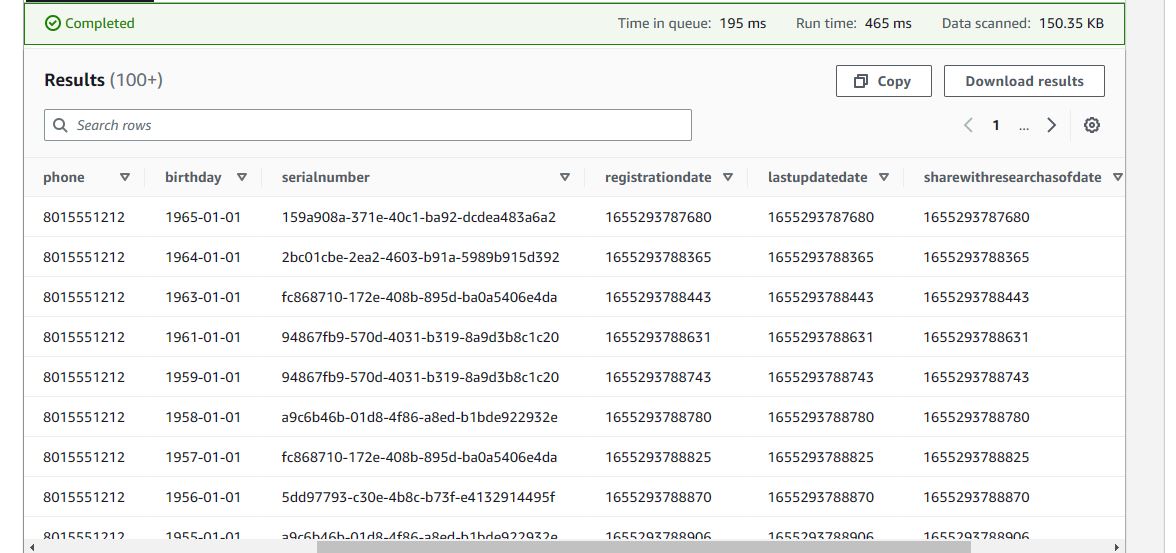 Completed Time in queue: 195 ms Run time: 465 ms Data scanned: 150.35 KB
Results (100+) Copy Download results
Search rows 1 ...
phone birthday serialnumber registrationdate lastupdatedate sharewithresearchasofdate
8015551212 1965-01-01 159a908a-371e-40c1-ba92-dcdea483a6a2 1655293787680 1655293787680 1655293787680
8015551212 1964-01-01 2bc01cbe-2ea2-4603-b91a-5989b915d392 1655293788365 1655293788365 1655293788365
8015551212 1963-01-01 fc868710-172e-408b-895d-ba0a5406e4da 1655293788443 1655293788443 1655293788443
8015551212 1961-01-01 94867fb9-570d-4031-b319-8a9d3b8c1c20 1655293788631 1655293788631 1655293788631
8015551212 1959-01-01 94867fb9-570d-4031-b319-8a9d3b8c1c20 1655293788743 1655293788743 1655293788743
8015551212 1958-01-01 a9c6b46b-01d8-4f86-a8ed-b1bde922932e 1655293788780 1655293788780 1655293788780
8015551212 1957-01-01 fc868710-172e-408b-895d-ba0a5406e4da 1655293788825 1655293788825 1655293788825
8015551212 1956-01-01 5dd97793-c30e-4b8c-b73f-e4132914495f 1655293788870 1655293788870 1655293788870
8015551212 1955-01-01 a9c6b46b-01d8-4f86-a8ed-b1bde922932e 1655293788906 1655293788906 1655293788906